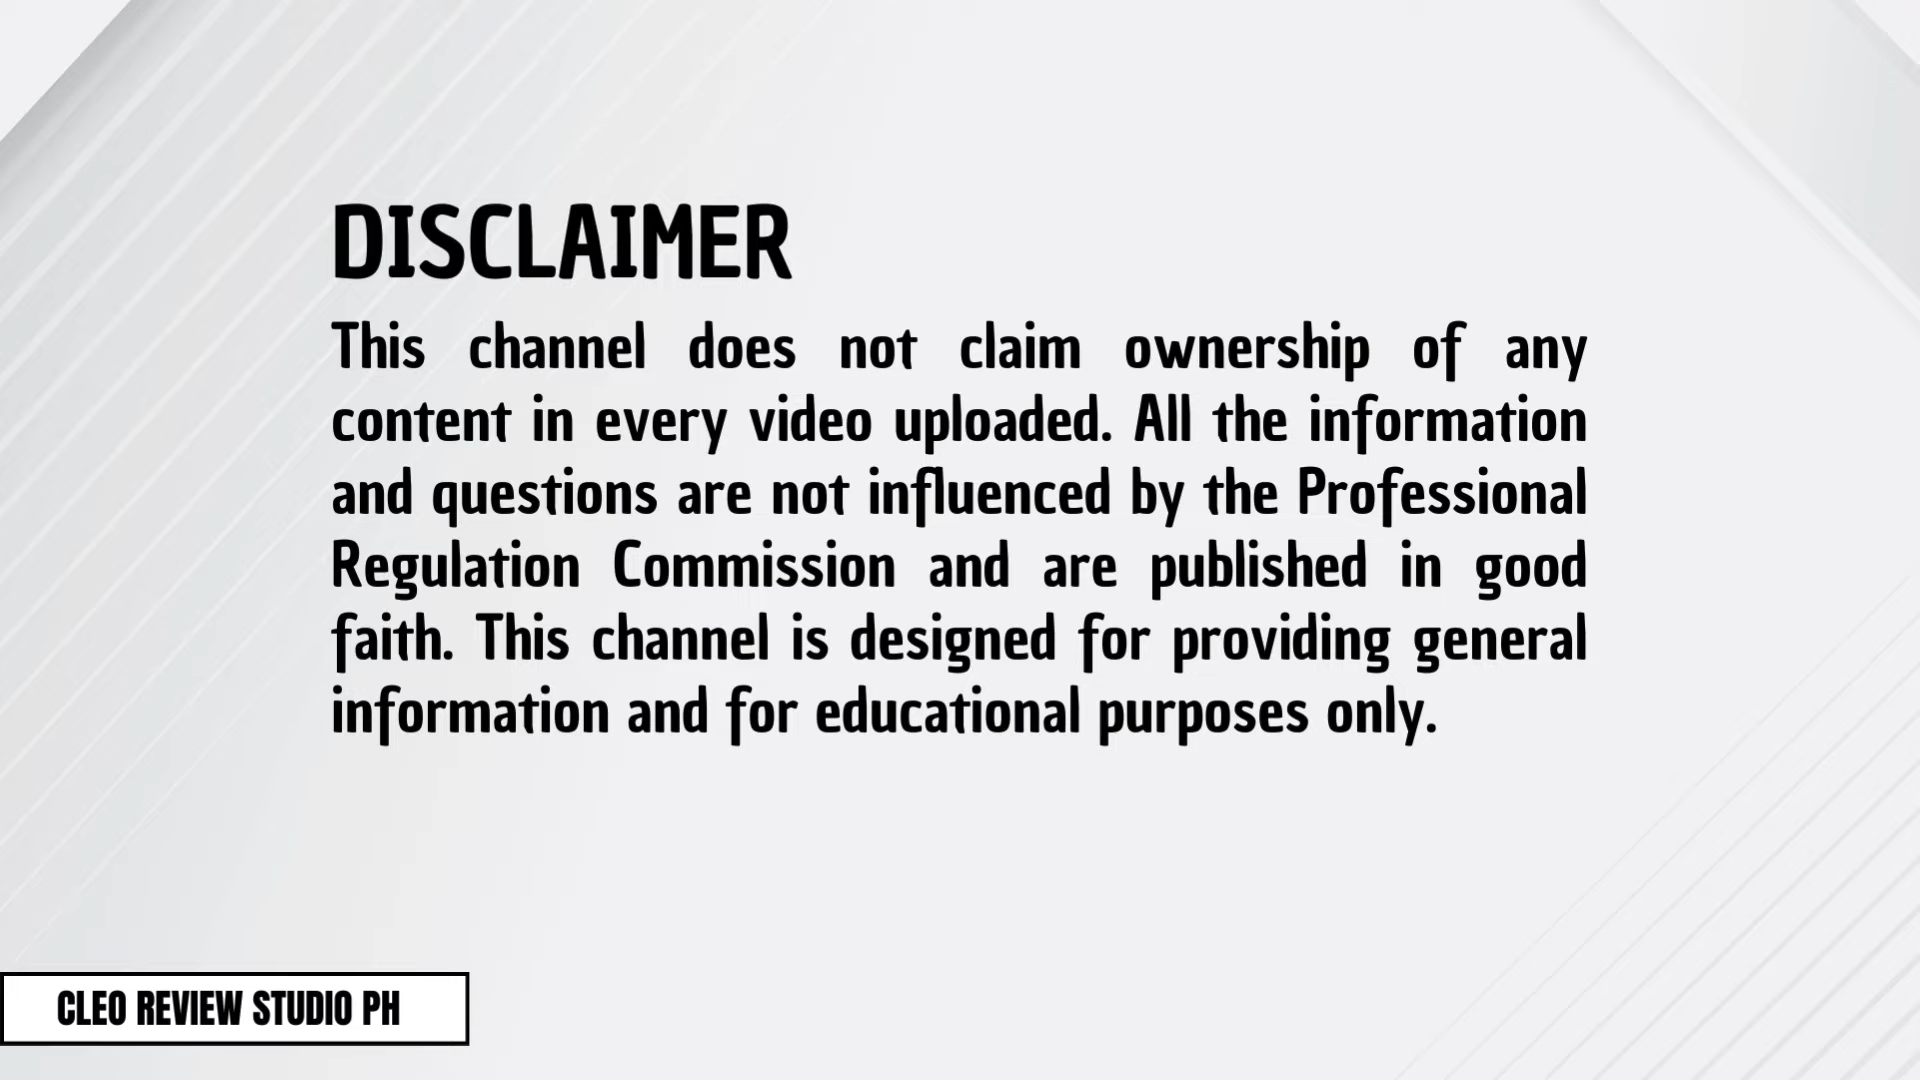 DISCLAIMER
This channel does not claim ownership of any
content in every video uploaded. All the information
and questions are not influenced by the Professional
Regulation Commission and are published in good
faith. This channel is designed for providing general
information and for educational purposes only.
CLEO REVIEW STUDIO PH